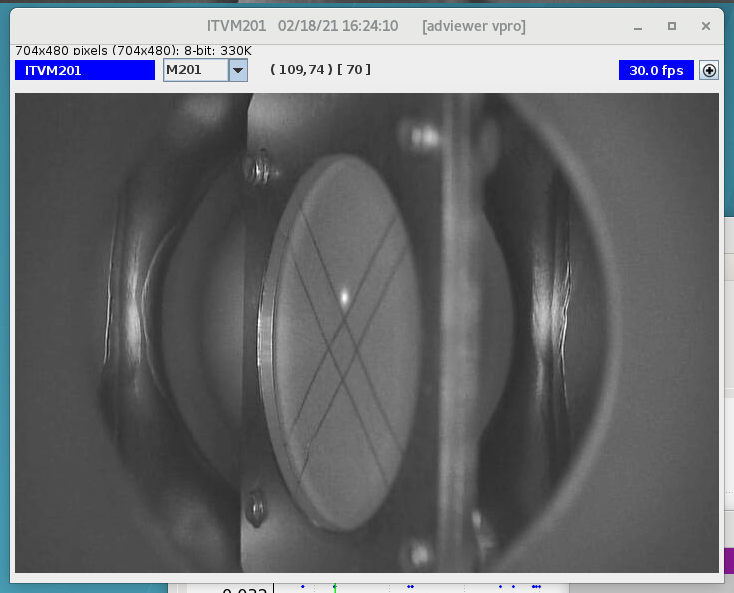 ITVM201 02/18/21 16:24:10 [adviewer vpro]
704x480 pixels (704x480): 8-bit: 330K
ITVM201 M201 ( 109,74 ) [ 70 ] 30.0 fps